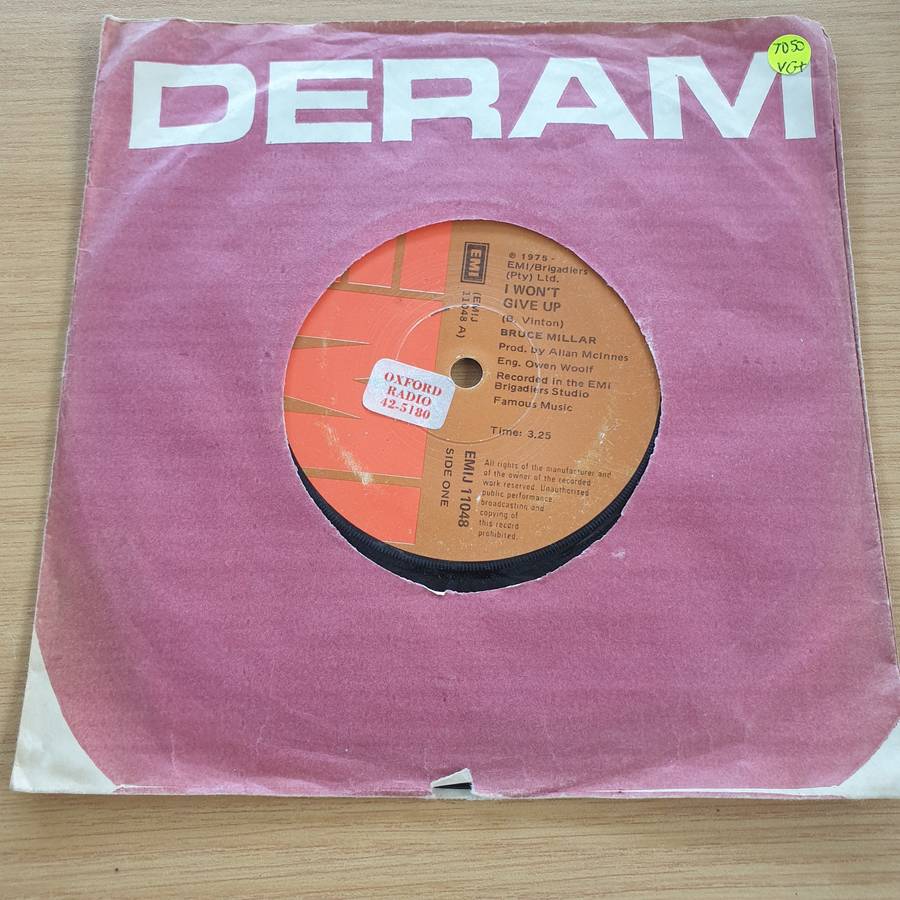 DERAM
7D50
VG+
EMI
(EMIJ
11048 A)
℗ 1975 -
EMI/Brigadiers
(Pty) Ltd.
I WON'T
GIVE UP
(B. Vinton)
BRUCE MILLAR
Prod. by Allan McInnes
Eng. Owen Woolf
Recorded in the EMI
Brigadiers Studio
Famous Music
Time: 3.25
OXFORD
RADIO
42-5180
EMIJ 11048
SIDE ONE
All rights of the manufacturer and
of the owner of the recorded
work reserved. Unauthorised
public performance,
broadcasting and
copying of
this record
prohibited.